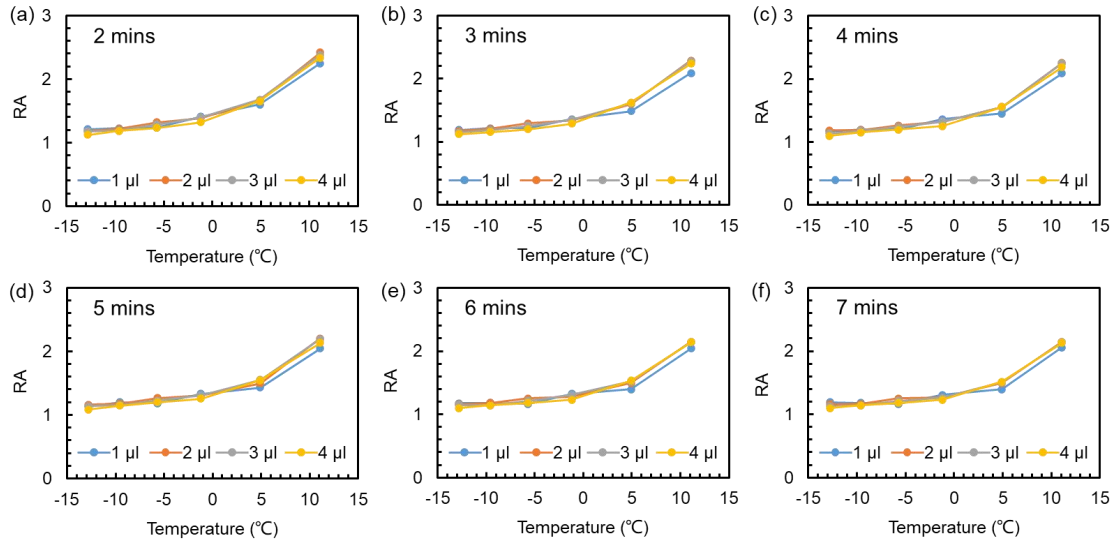 (a) 3 2 mins
2
RA
1
1 μl 2 μl 3 μl 4 μl
0
-15 -10 -5 0 5 10 15
Temperature (℃)
(b) 3 3 mins
2
RA
1
1 μl 2 μl 3 μl 4 μl
0
-15 -10 -5 0 5 10 15
Temperature (℃)
(c) 3 4 mins
2
RA
1
1 μl 2 μl 3 μl 4 μl
0
-15 -10 -5 0 5 10 15
Temperature (℃)
(d) 3 5 mins
2
RA
1
1 μl 2 μl 3 μl 4 μl
0
-15 -10 -5 0 5 10 15
Temperature (℃)
(e) 3 6 mins
2
RA
1
1 μl 2 μl 3 μl 4 μl
0
-15 -10 -5 0 5 10 15
Temperature (℃)
(f) 3 7 mins
2
RA
1
1 μl 2 μl 3 μl 4 μl
0
-15 -10 -5 0 5 10 15
Temperature (℃)